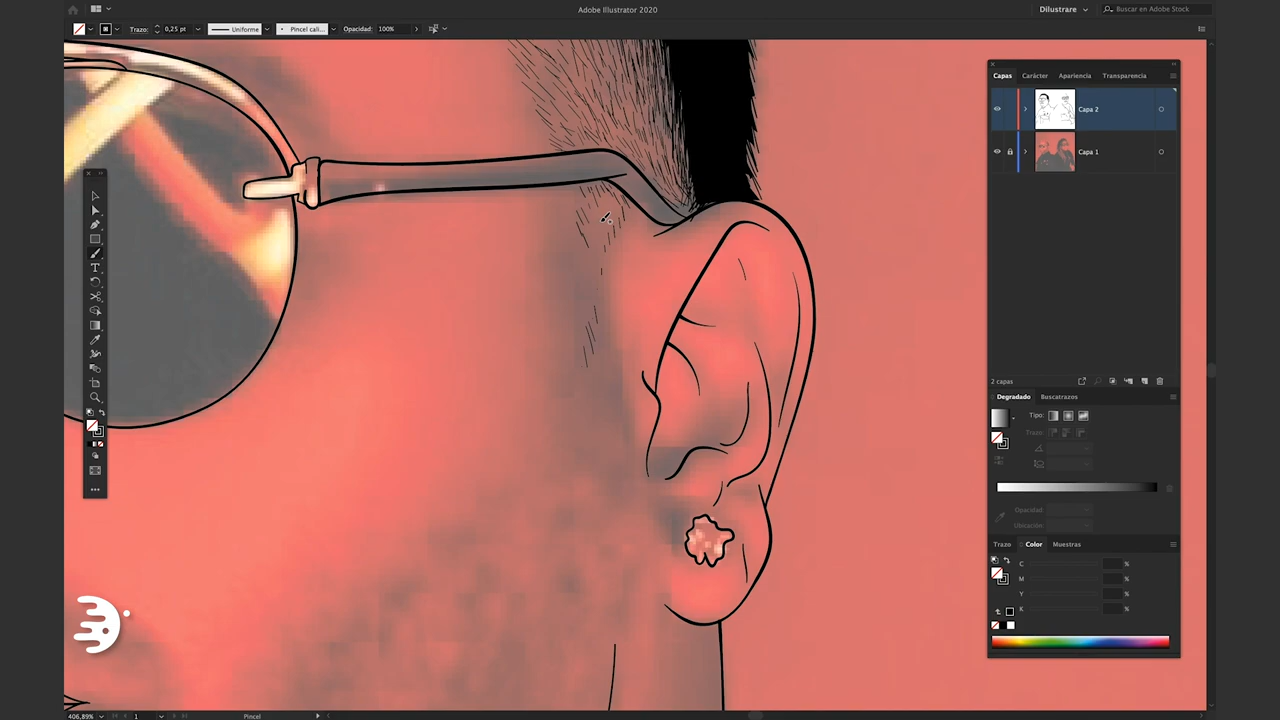 Adobe Illustrator 2020
Dilustrare
Buscar en Adobe Stock
Trazo: 0,25 pt Uniforme Pincel cali... Opacidad: 100%
Capas Carácter Apariencia Transparencia
Capa 2
Capa 1
2 capas
Degradado Buscatrazos
Tipo:
Trazo:
Opacidad:
Ubicación:
Trazo Color Muestras
C %
M %
Y %
K %
406,89% 1 Pincel